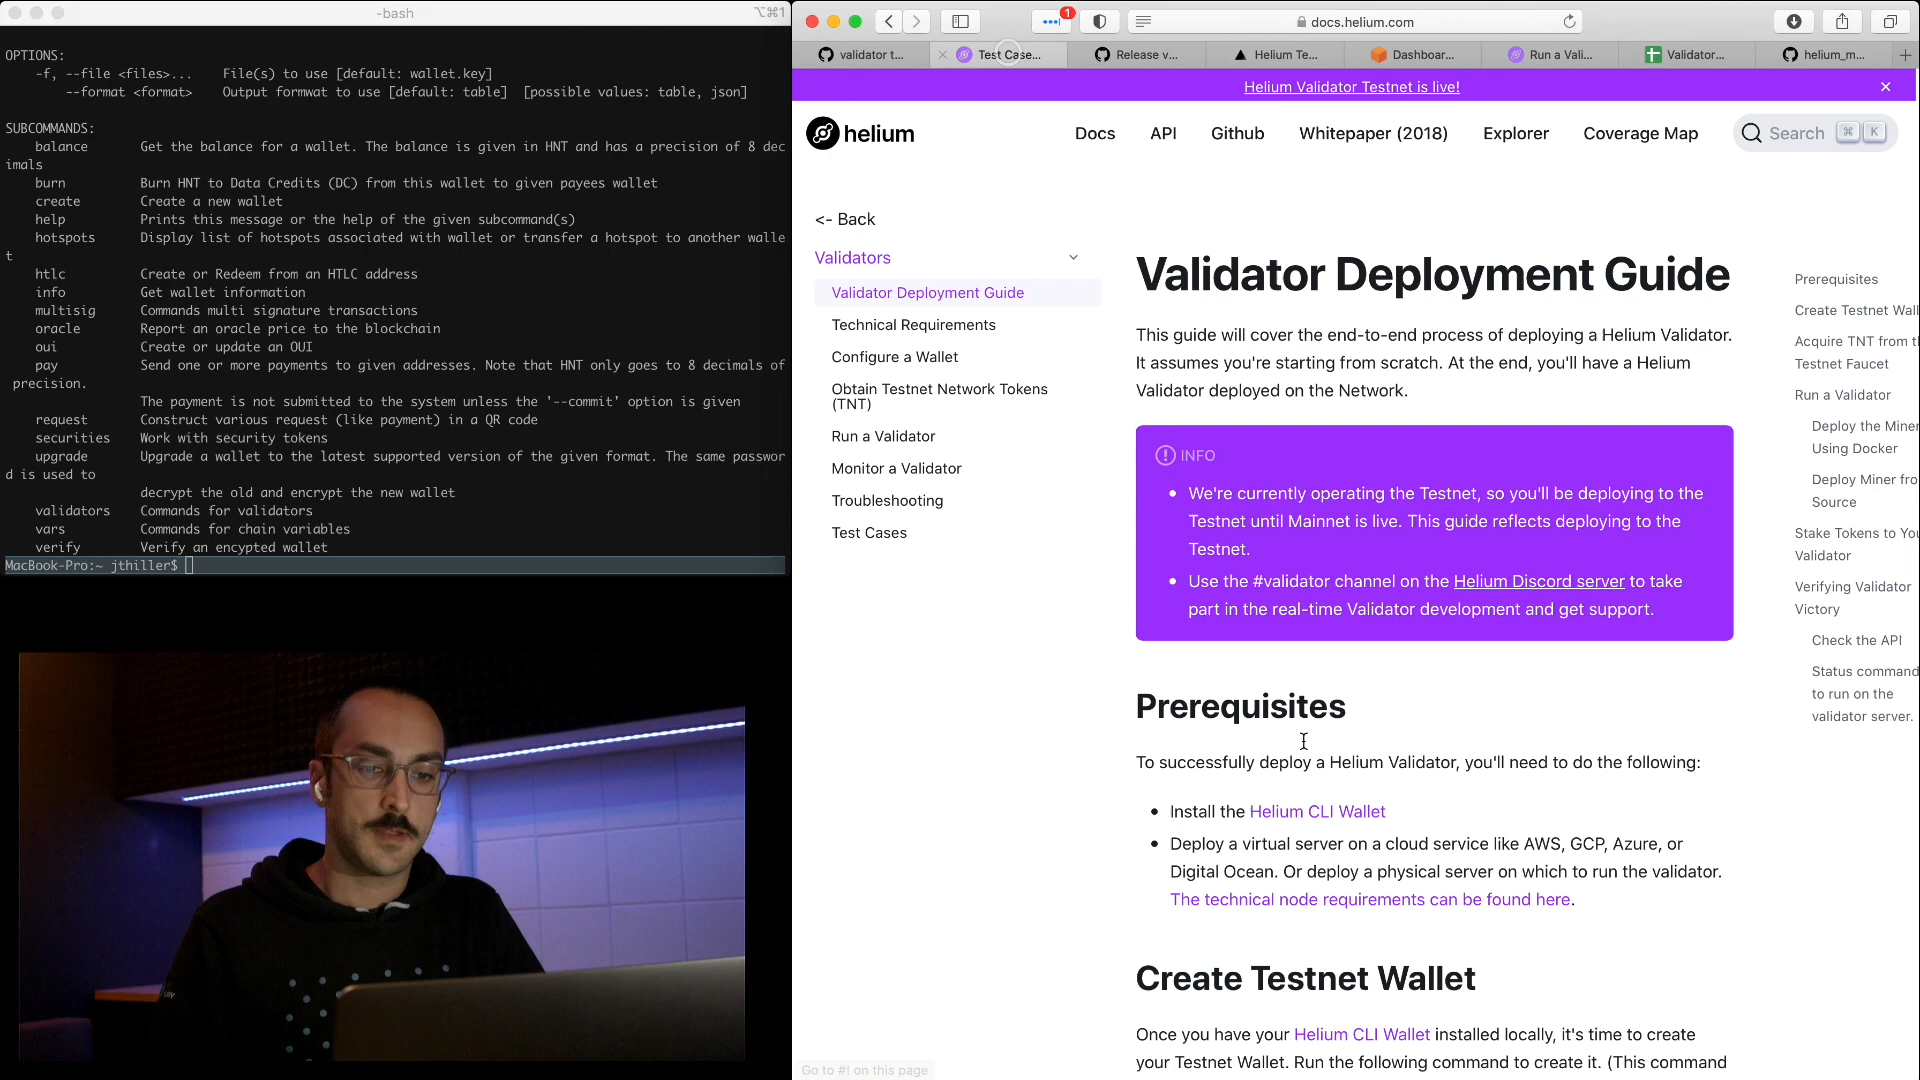 -bash
⌥⌘1
OPTIONS:
-f, --file <files>... File(s) to use [default: wallet.key]
--format <format> Output formwat to use [default: table] [possible values: table, json]
SUBCOMMANDS:
balance Get the balance for a wallet. The balance is given in HNT and has a precision of 8 dec
imals
burn Burn HNT to Data Credits (DC) from this wallet to given payees wallet
create Create a new wallet
help Prints this message or the help of the given subcommand(s)
hotspots Display list of hotspots associated with wallet or transfer a hotspot to another walle
t
htlc Create or Redeem from an HTLC address
info Get wallet information
multisig Commands multi signature transactions
oracle Report an oracle price to the blockchain
oui Create or update an OUI
pay Send one or more payments to given addresses. Note that HNT only goes to 8 decimals of
precision.
The payment is not submitted to the system unless the '--commit' option is given
request Construct various request (like payment) in a QR code
securities Work with security tokens
upgrade Upgrade a wallet to the latest supported version of the given format. The same passwor
d is used to
decrypt the old and encrypt the new wallet
validators Commands for validators
vars Commands for chain variables
verify Verify an encypted wallet
MacBook-Pro:~ jthiller$
1
docs.helium.com
validator t...
Test Case...
Release v...
Helium Te...
Dashboar...
Run a Vali...
Validator...
helium_m...
Helium Validator Testnet is live!
helium
Docs
API
Github
Whitepaper (2018)
Explorer
Coverage Map
Search ⌘ K
<- Back
Validators
Validator Deployment Guide
Technical Requirements
Configure a Wallet
Obtain Testnet Network Tokens
(TNT)
Run a Validator
Monitor a Validator
Troubleshooting
Test Cases
Validator Deployment Guide
This guide will cover the end-to-end process of deploying a Helium Validator.
It assumes you're starting from scratch. At the end, you'll have a Helium
Validator deployed on the Network.
INFO
• We're currently operating the Testnet, so you'll be deploying to the
Testnet until Mainnet is live. This guide reflects deploying to the
Testnet.
• Use the #validator channel on the Helium Discord server to take
part in the real-time Validator development and get support.
Prerequisites
To successfully deploy a Helium Validator, you'll need to do the following:
• Install the Helium CLI Wallet
• Deploy a virtual server on a cloud service like AWS, GCP, Azure, or
Digital Ocean. Or deploy a physical server on which to run the validator.
The technical node requirements can be found here.
Create Testnet Wallet
Once you have your Helium CLI Wallet installed locally, it's time to create
your Testnet Wallet. Run the following command to create it. (This command
Prerequisites
Create Testnet Wall
Acquire TNT from t
Testnet Faucet
Run a Validator
Deploy the Miner
Using Docker
Deploy Miner fro
Source
Stake Tokens to You
Validator
Verifying Validator
Victory
Check the API
Status command
to run on the
validator server.
Go to #! on this page